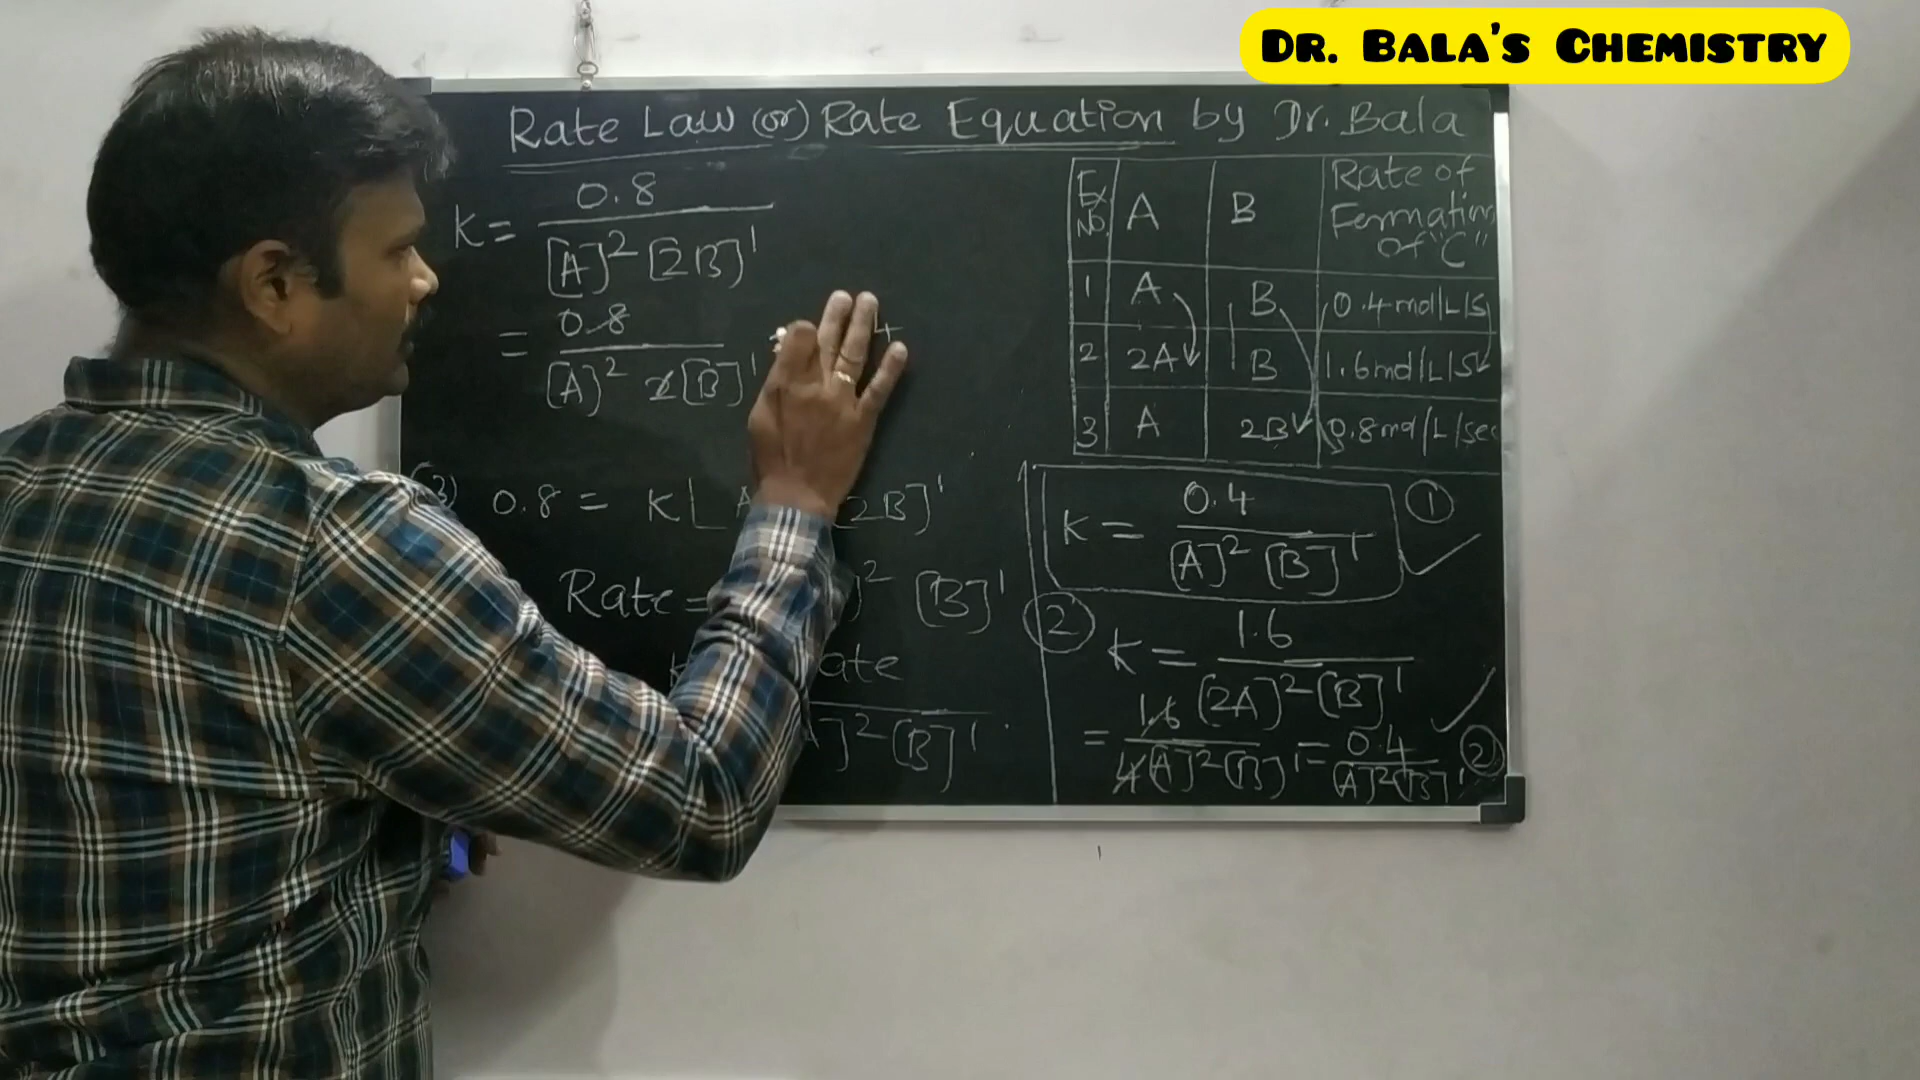 DR. BALA'S CHEMISTRY
Rate Law (or) Rate Equation by Dr. Bala
K = 0.8 / [A]² [2B]¹
= 0.8 / [A]² 2[B]¹ 4
(3) 0.8 = K[A [2B]¹
Rate = ]² [B]¹
K ate
]² [B]¹
Ex. NO. A B Rate of Formation of "C"
1 A B 0.4 mol/L/S
2 2A B 1.6 mol/L/S
3 A 2B 0.8 mol/L/sec
K = 0.4 / [A]² [B]¹ ①
② K = 1.6 / [2A]² [B]¹
= 1.6 / 4[A]² [B]¹ = 0.4 / [A]² [B]¹ ②